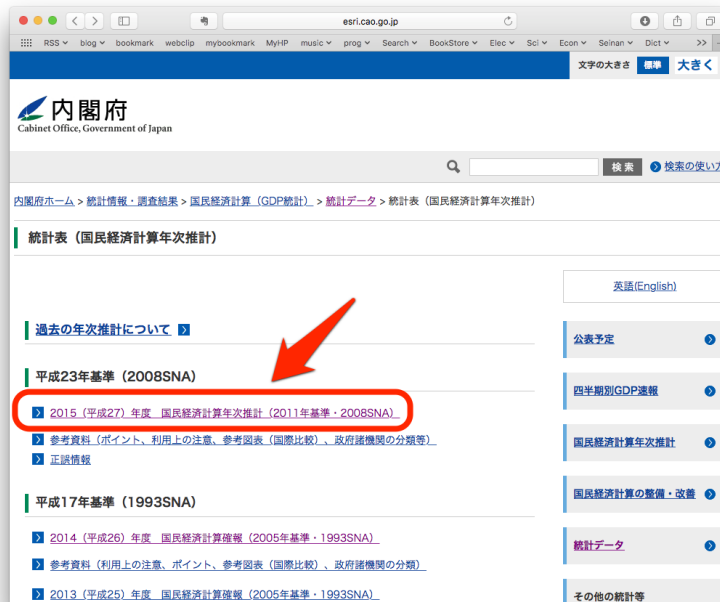 esri.cao.go.jp
RSS blog bookmark webclip mybookmark MyHP music prog Search BookStore Elec Sci Econ Seinan Dict >>
文字の大きさ 標準 大きく
内閣府
Cabinet Office, Government of Japan
検索 検索の使い方
内閣府ホーム > 統計情報・調査結果 > 国民経済計算(GDP統計) > 統計データ > 統計表(国民経済計算年次推計)
統計表(国民経済計算年次推計)
英語(English)
過去の年次推計について
公表予定
平成23年基準(2008SNA)
四半期別GDP速報
2015(平成27)年度 国民経済計算年次推計(2011年基準・2008SNA)
参考資料(ポイント、利用上の注意、参考図表(国際比較)、政府諸機関の分類等)
国民経済計算年次推計
正誤情報
国民経済計算の整備・改善
平成17年基準(1993SNA)
2014(平成26)年度 国民経済計算確報(2005年基準・1993SNA)
統計データ
参考資料(利用上の注意、ポイント、参考図表(国際比較)、政府諸機関の分類)
2013(平成25)年度 国民経済計算確報(2005年基準・1993SNA)
その他の統計等